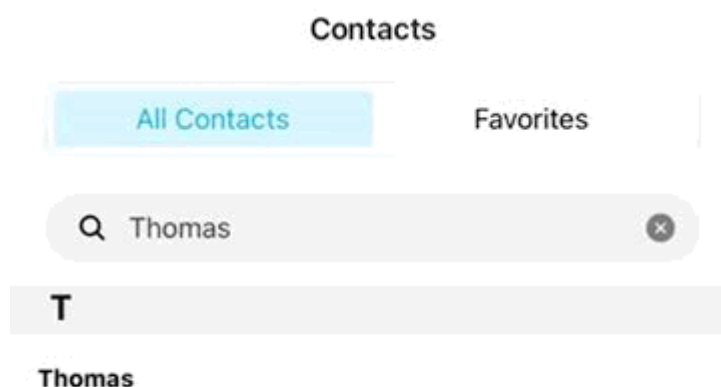 Contacts
All Contacts Favorites
Thomas
T
Thomas